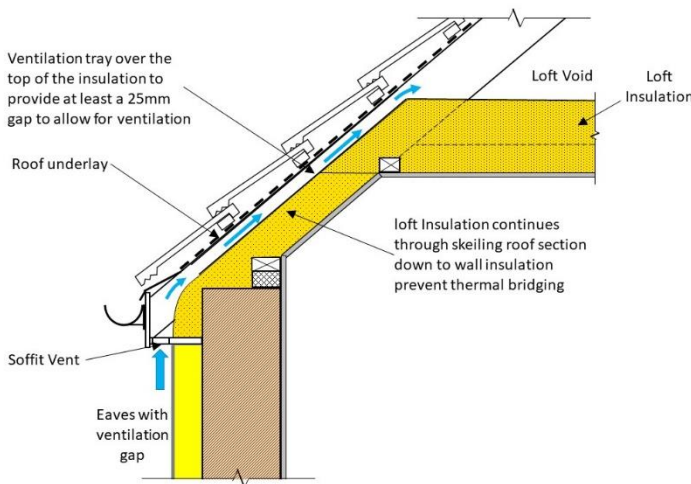 Ventilation tray over the
top of the insulation to
provide at least a 25mm
gap to allow for ventilation
Loft Void
Loft
Insulation
Roof underlay
loft Insulation continues
through skeiling roof section
down to wall insulation
prevent thermal bridging
Soffit Vent
Eaves with
ventilation
gap